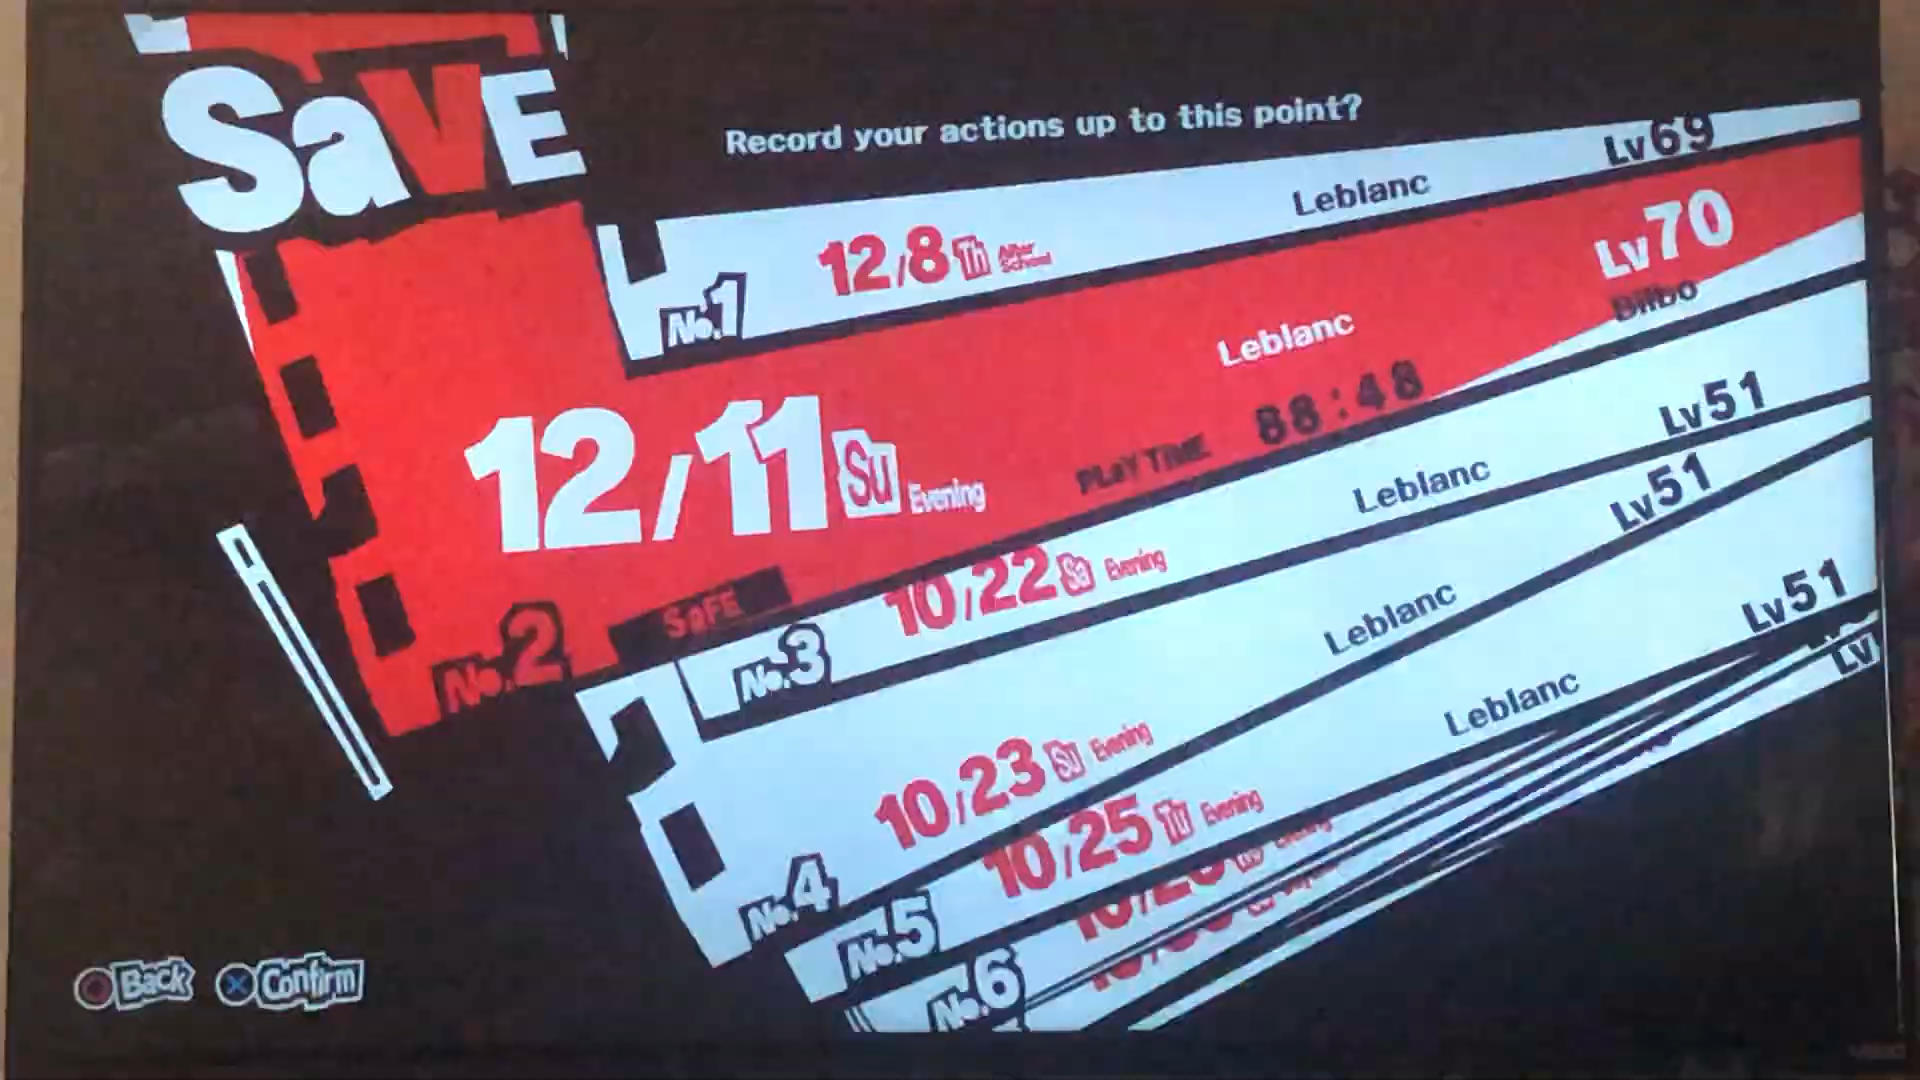 SaVE
Record your actions up to this point?
No.1 12/8 Th After School Leblanc Lv69
No.2 12/11 Su Evening Leblanc Lv70
Bilbo
PLaY TIME 88:48
SaFE
No.3 10/22 Sa Evening Leblanc Lv51
No.4 10/23 Su Evening Leblanc Lv51
No.5 10/25 Tu Evening Leblanc Lv51
No.6 Lv
Back Confirm